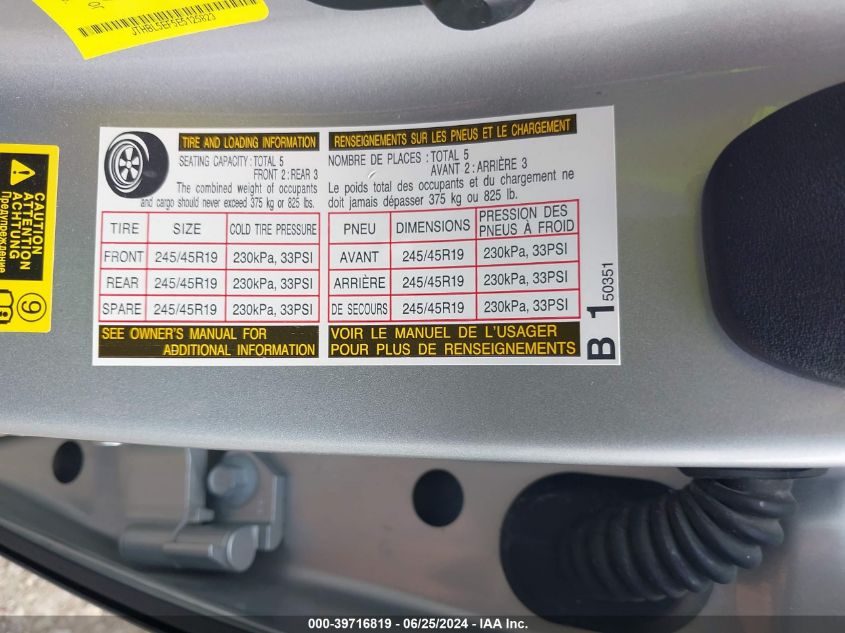 JTHBL5EF5E5125823
TIRE AND LOADING INFORMATION
SEATING CAPACITY : TOTAL 5
FRONT 2 : REAR 3
The combined weight of occupants
and cargo should never exceed 375 kg or 825 lbs.
TIRE SIZE COLD TIRE PRESSURE
FRONT 245/45R19 230kPa, 33PSI
REAR 245/45R19 230kPa, 33PSI
SPARE 245/45R19 230kPa, 33PSI
SEE OWNER'S MANUAL FOR
ADDITIONAL INFORMATION
RENSEIGNEMENTS SUR LES PNEUS ET LE CHARGEMENT
NOMBRE DE PLACES : TOTAL 5
AVANT 2 : ARRIÈRE 3
Le poids total des occupants et du chargement ne
doit jamais dépasser 375 kg ou 825 lb.
PNEU DIMENSIONS PRESSION DES
PNEUS À FROID
AVANT 245/45R19 230kPa, 33PSI
ARRIÈRE 245/45R19 230kPa, 33PSI
DE SECOURS 245/45R19 230kPa, 33PSI
VOIR LE MANUEL DE L'USAGER
POUR PLUS DE RENSEIGNEMENTS
B 1 50351
CAUTION
ATTENTION
ACHTUNG
Предупреждение
9
000-39716819 - 06/25/2024 - IAA Inc.